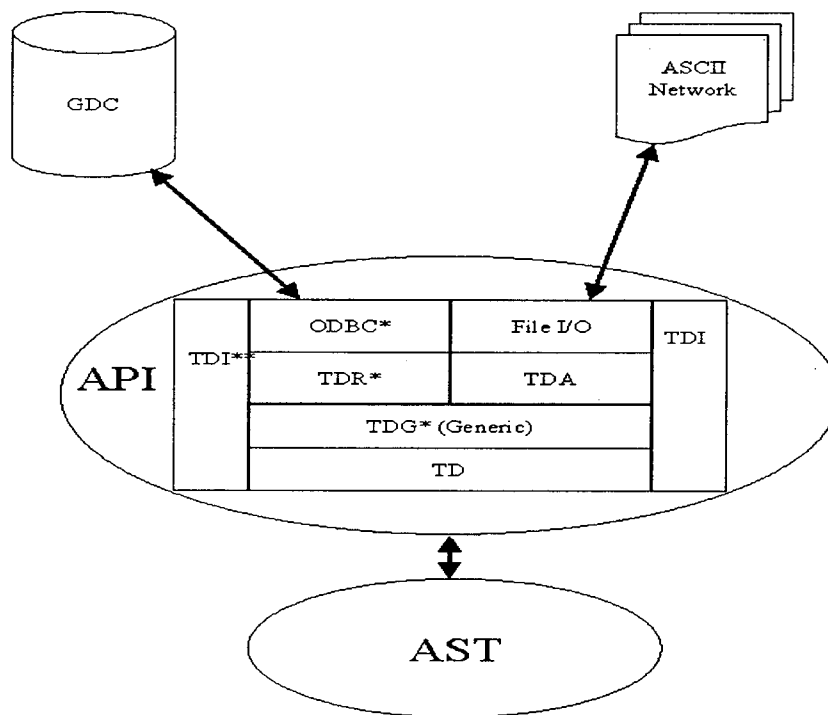 GDC
ASCII
Network
API
TDI**
ODBC*
File I/O
TDI
TDR*
TDA
TDG* (Generic)
TD
AST